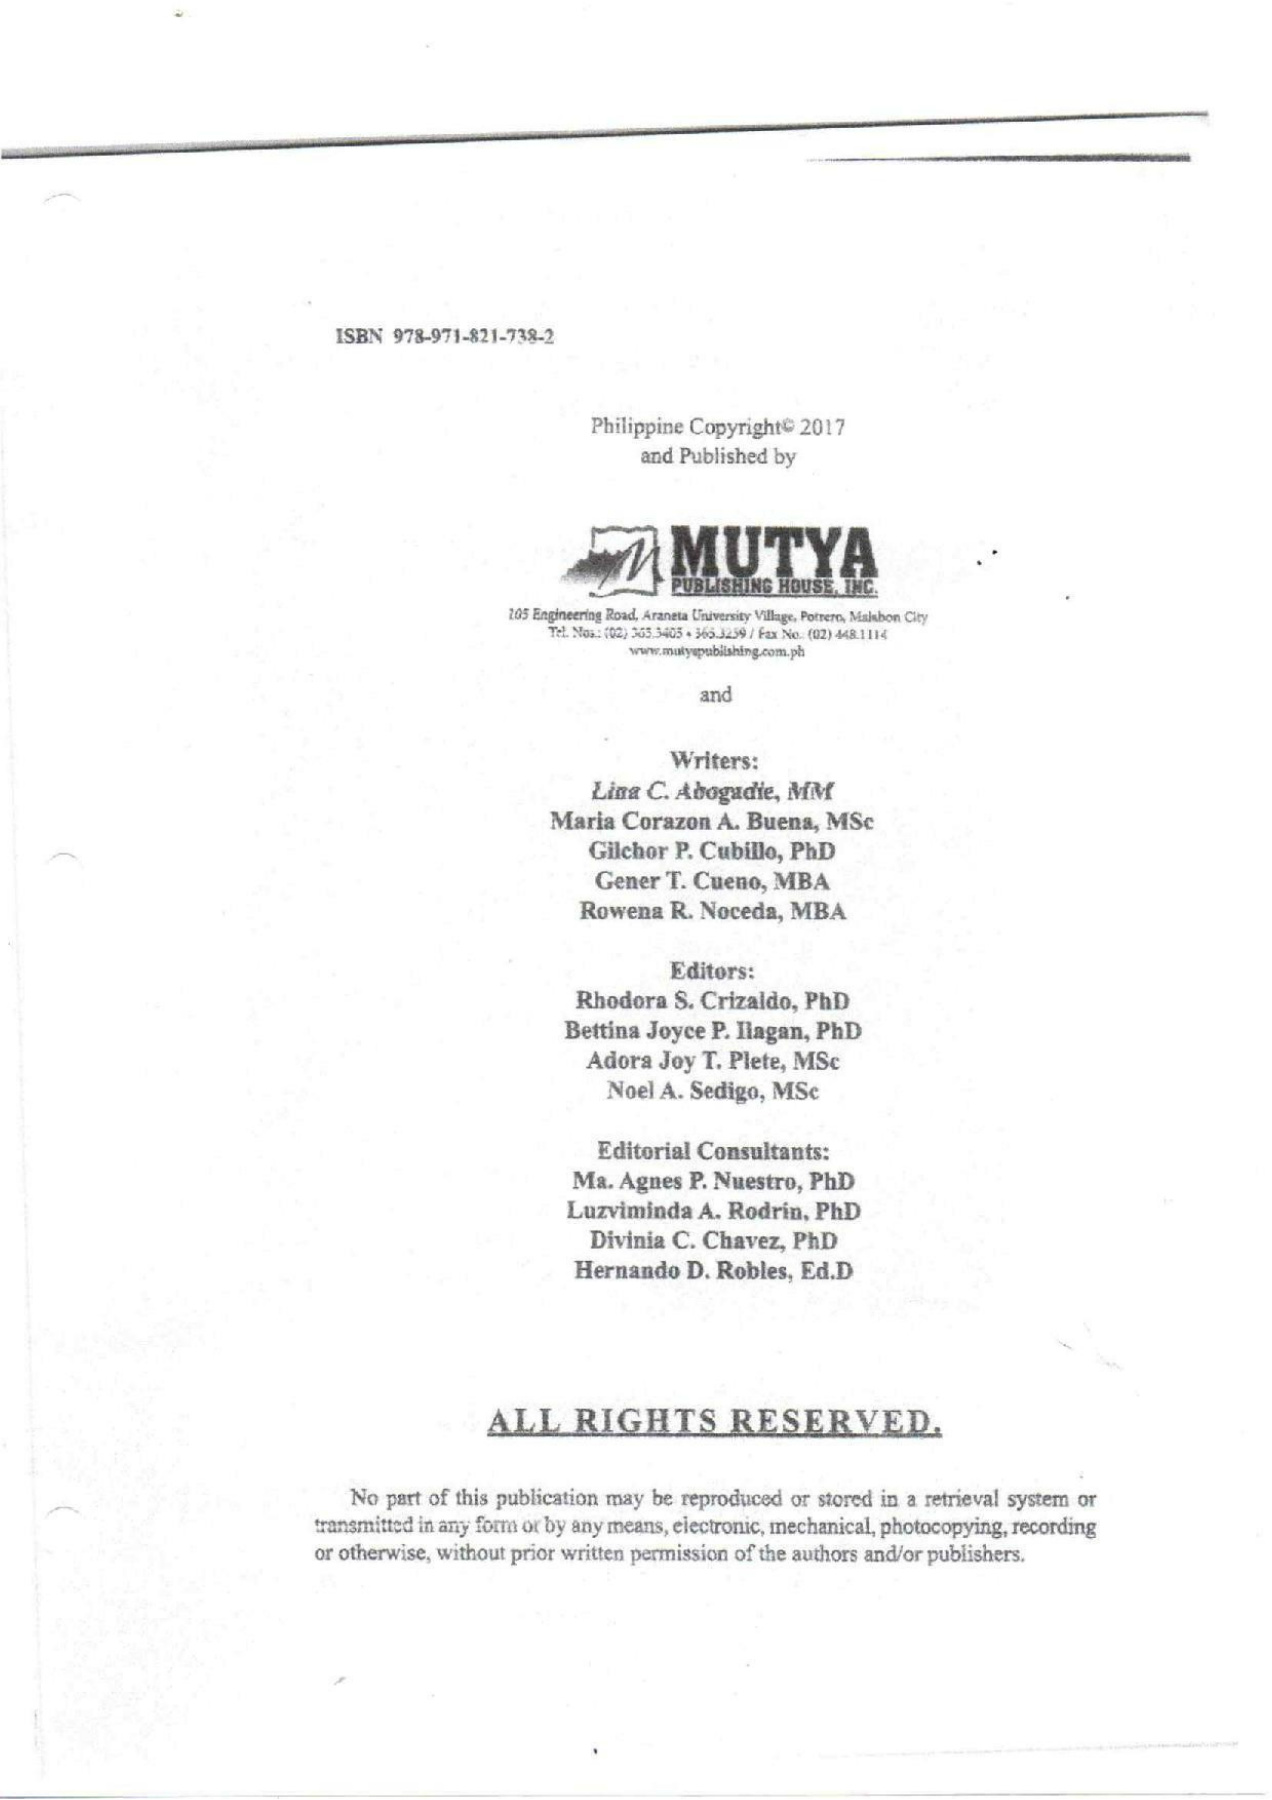 ISBN 978-971-821-738-2
Philippine Copyright© 2017
and Published by
MUTYA
PUBLISHING HOUSE, INC.
105 Engineering Road, Araneta University Village, Potrero, Malabon City
Tel. Nos.: (02) 365.3405 • 365.3259 / Fax No. (02) 448.1114
www.mutyapublishing.com.ph
and
Writers:
Lina C. Abogadie, MM
Maria Corazon A. Buena, MSc
Gilchor P. Cubillo, PhD
Gener T. Cueno, MBA
Rowena R. Noceda, MBA
Editors:
Rhodora S. Crizaldo, PhD
Bettina Joyce P. Ilagan, PhD
Adora Joy T. Plete, MSc
Noel A. Sedigo, MSc
Editorial Consultants:
Ma. Agnes P. Nuestro, PhD
Luzviminda A. Rodrin, PhD
Divinia C. Chavez, PhD
Hernando D. Robles, Ed.D
ALL RIGHTS RESERVED.
No part of this publication may be reproduced or stored in a retrieval system or
transmitted in any form or by any means, electronic, mechanical, photocopying, recording
or otherwise, without prior written permission of the authors and/or publishers.